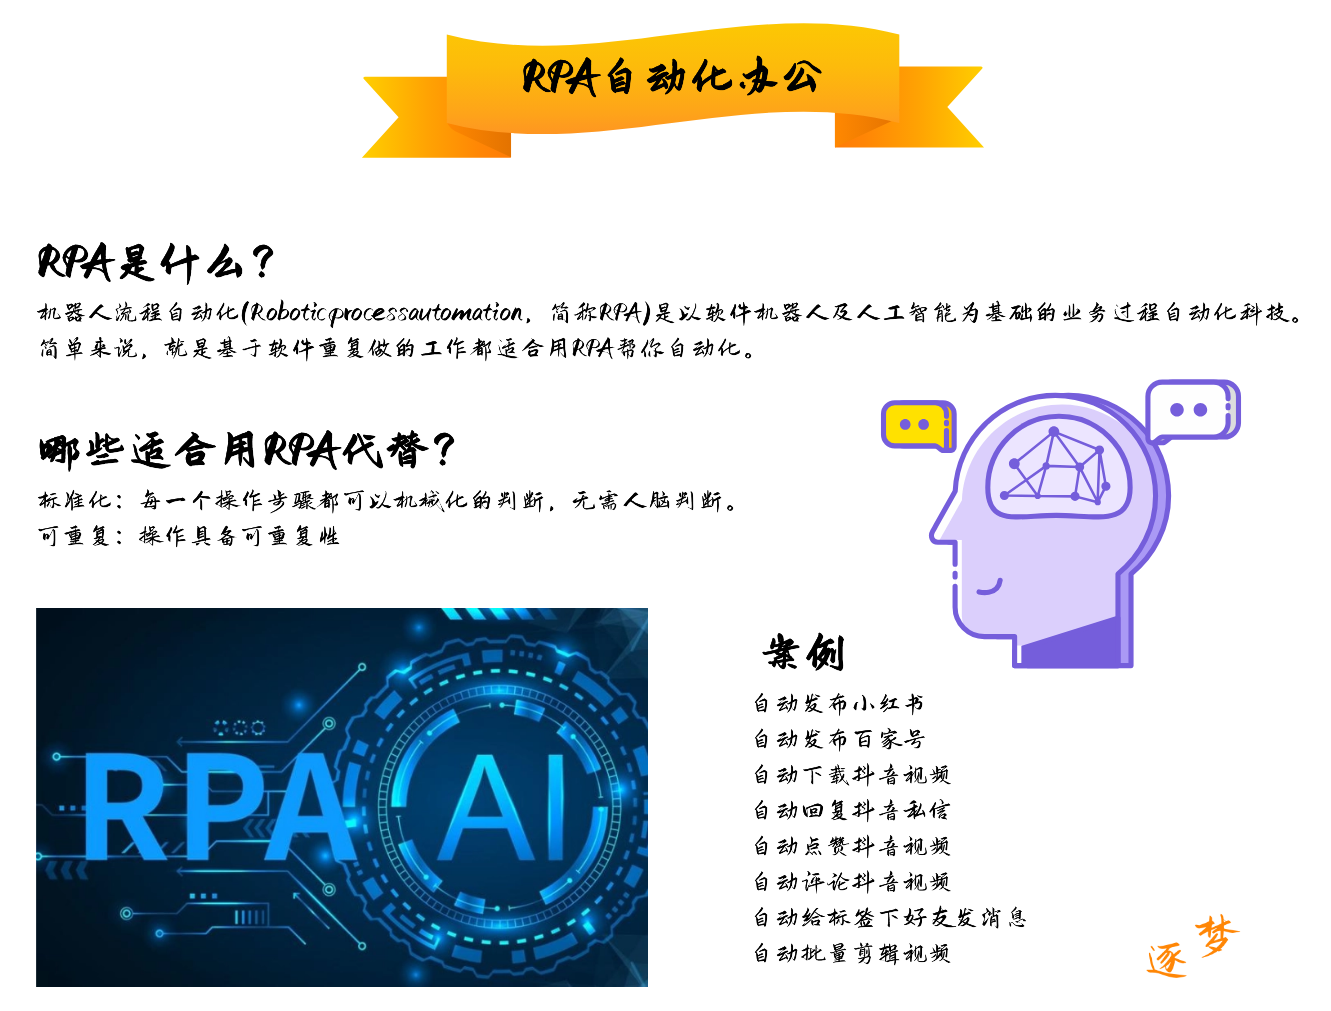 RPA自动化办公
RPA是什么？
机器人流程自动化(Roboticprocessautomation，简称RPA)是以软件机器人及人工智能为基础的业务过程自动化科技。
简单来说，就是基于软件重复做的工作都适合用RPA帮你自动化。
哪些适合用RPA代替？
标准化：每一个操作步骤都可以机械化的判断，无需人脑判断。
可重复：操作具备可重复性
RPA AI
案例
自动发布小红书
自动发布百家号
自动下载抖音视频
自动回复抖音私信
自动点赞抖音视频
自动评论抖音视频
自动给标签下好友发消息
自动批量剪辑视频
逐梦